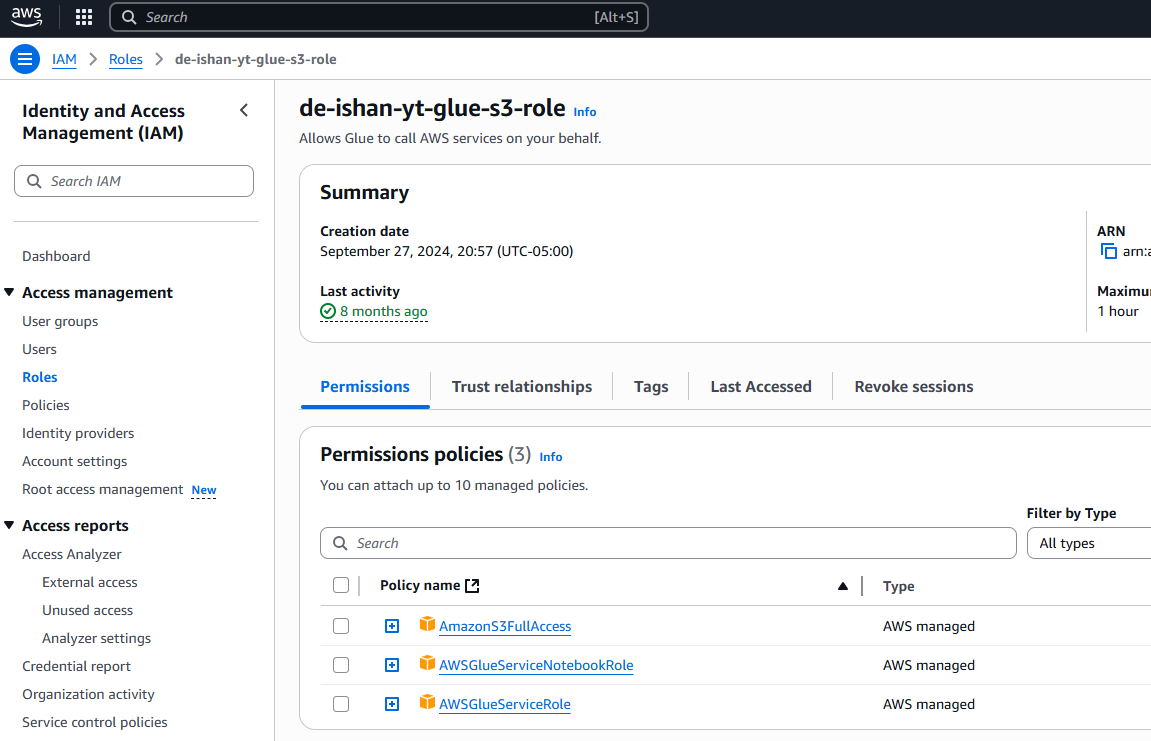 aws
Search [Alt+S]
IAM > Roles > de-ishan-yt-glue-s3-role
Identity and Access
Management (IAM)
Search IAM
Dashboard
Access management
User groups
Users
Roles
Policies
Identity providers
Account settings
Root access management New
Access reports
Access Analyzer
External access
Unused access
Analyzer settings
Credential report
Organization activity
Service control policies
de-ishan-yt-glue-s3-role Info
Allows Glue to call AWS services on your behalf.
Summary
Creation date
September 27, 2024, 20:57 (UTC-05:00)
Last activity
8 months ago
ARN
arn:a
Maximu
1 hour
Permissions
Trust relationships
Tags
Last Accessed
Revoke sessions
Permissions policies (3) Info
You can attach up to 10 managed policies.
Filter by Type
Search
All types
Policy name Type
AmazonS3FullAccess AWS managed
AWSGlueServiceNotebookRole AWS managed
AWSGlueServiceRole AWS managed